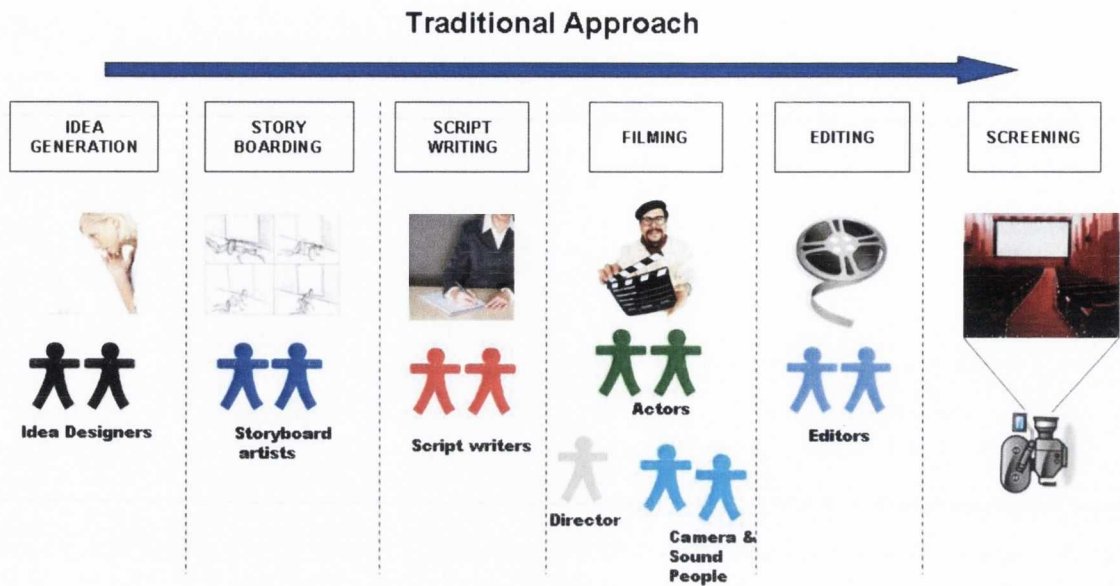 Traditional Approach
IDEA
GENERATION
STORY
BOARDING
SCRIPT
WRITING
FILMING
EDITING
SCREENING
Idea Designers
Storyboard
artists
Script writers
Actors
Director
Camera &
Sound
People
Editors